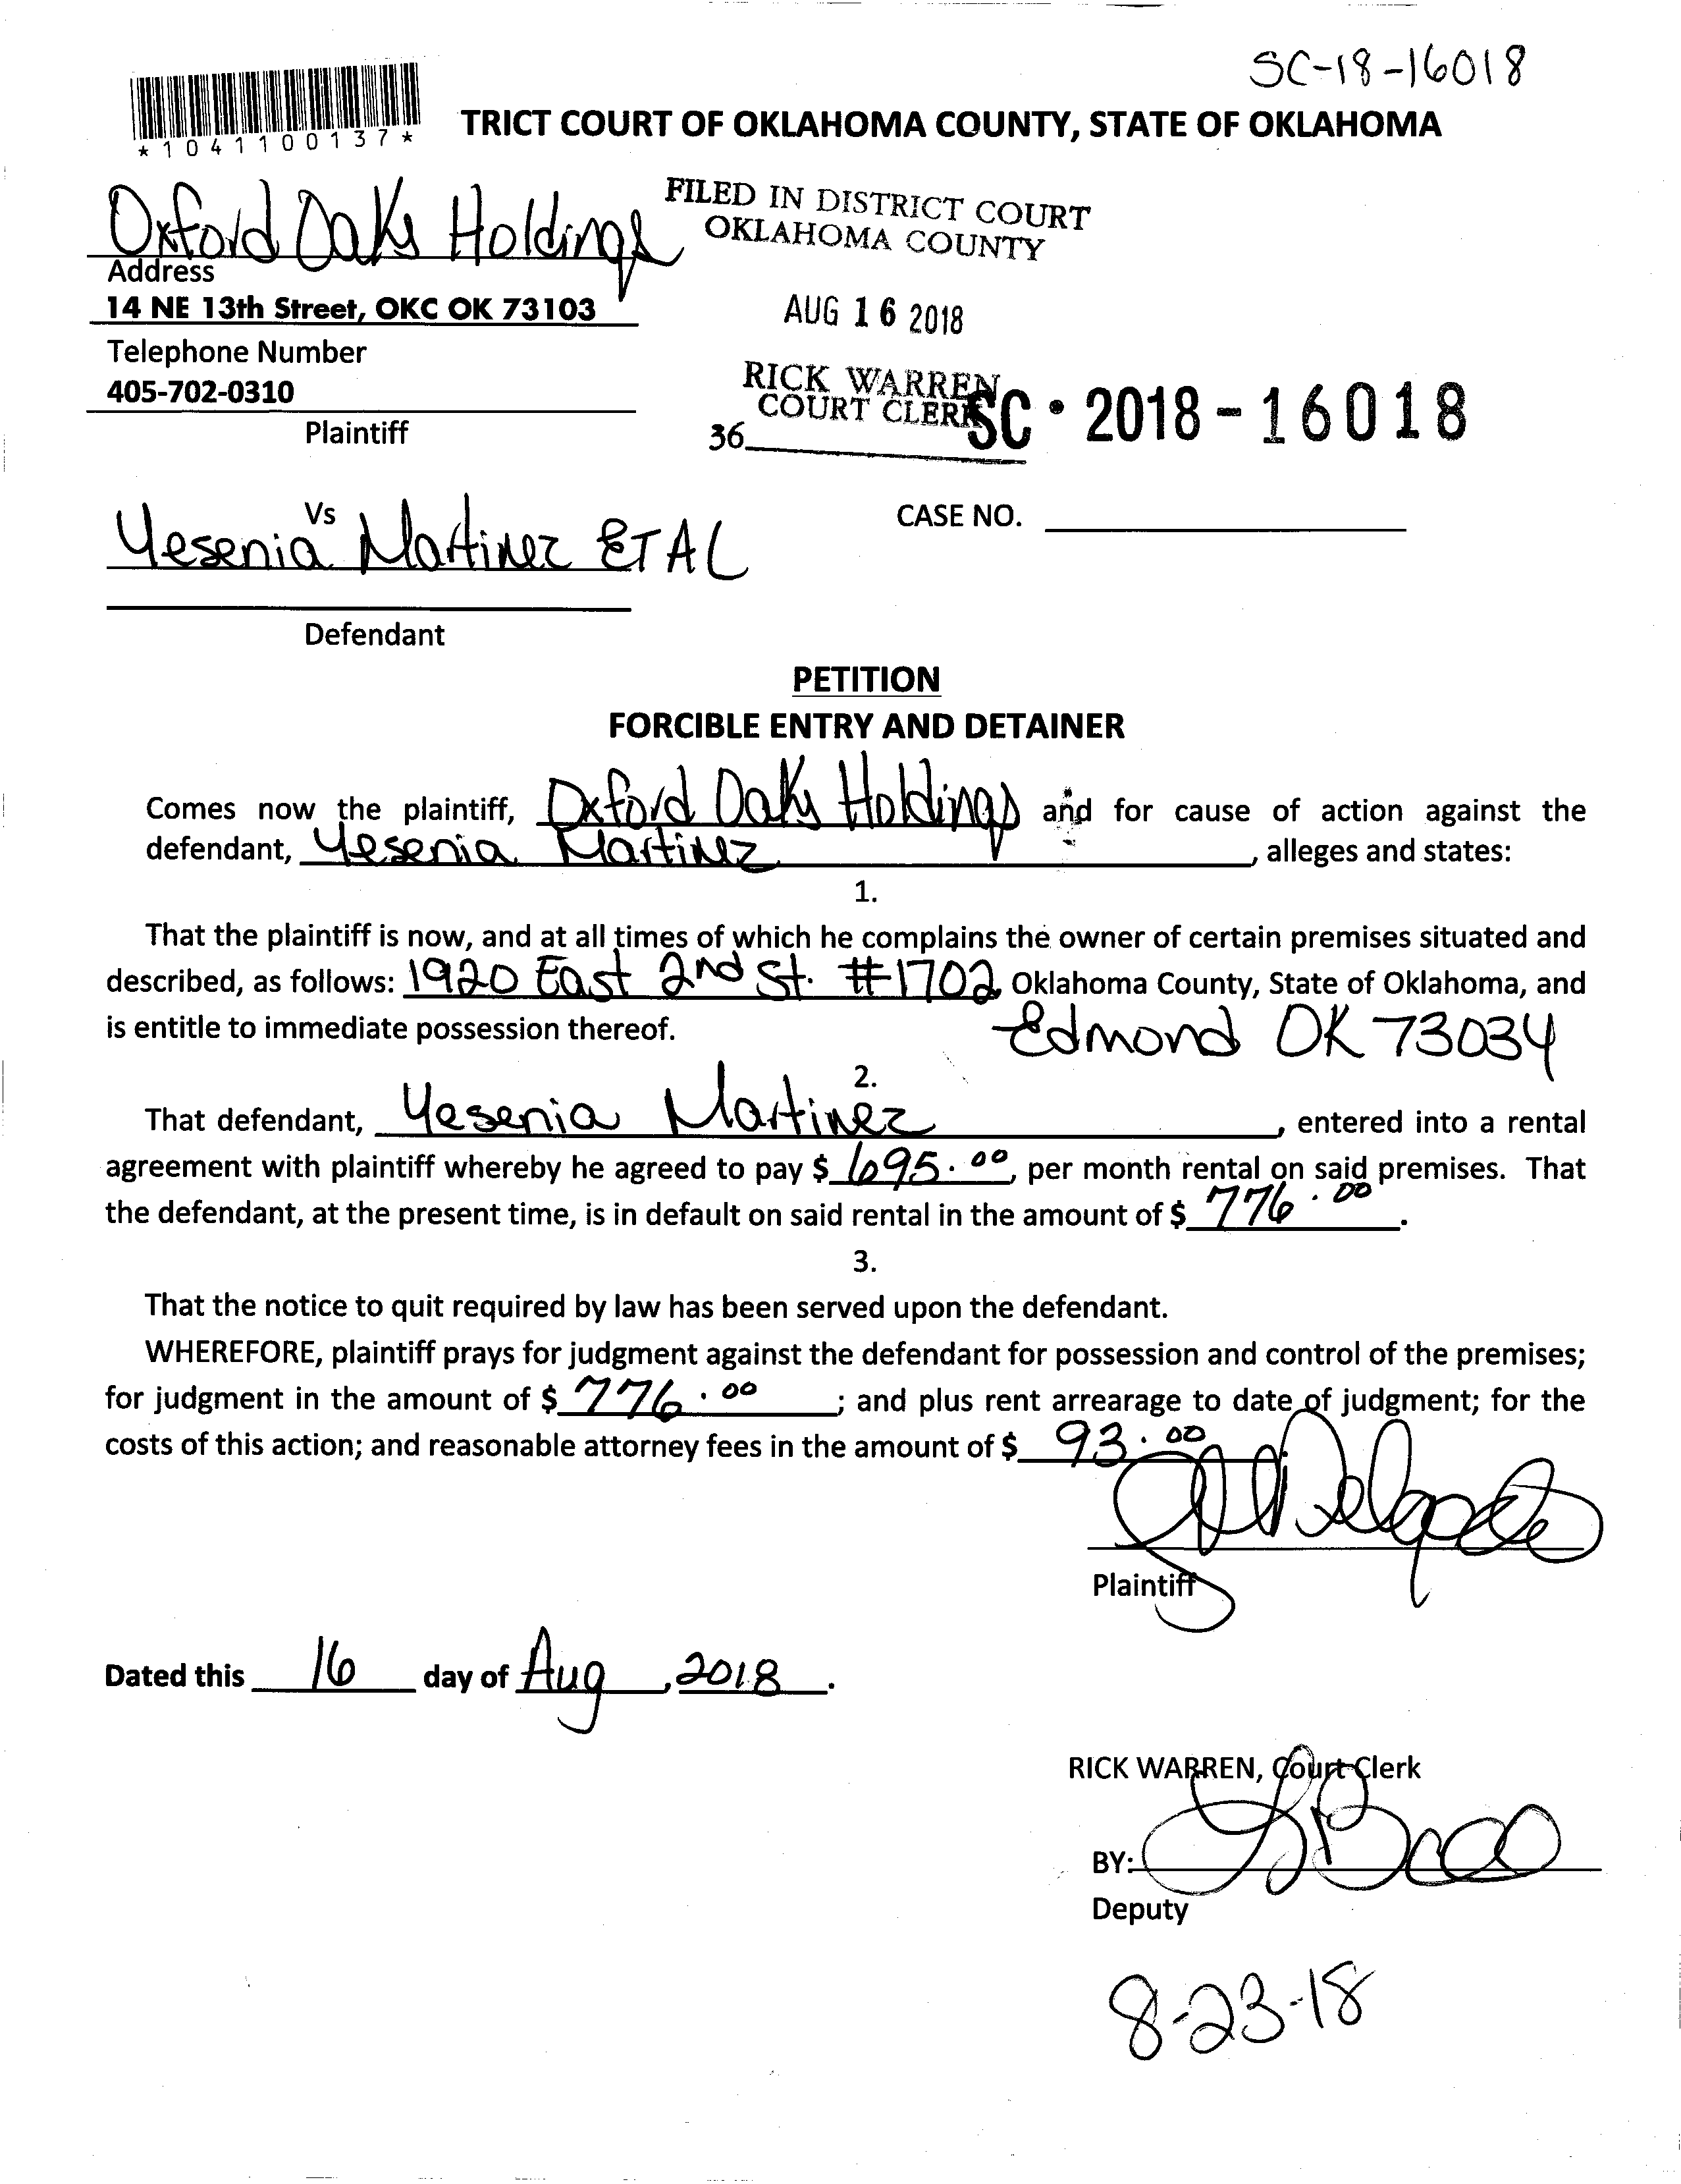 SC-18-16018
*1041100137*
TRICT COURT OF OKLAHOMA COUNTY, STATE OF OKLAHOMA
Oxford Oaks Holdings
FILED IN DISTRICT COURT
OKLAHOMA COUNTY
Address
14 NE 13th Street, OKC OK 73103
AUG 16 2018
Telephone Number
405-702-0310
RICK WARREN
COURT CLERK
SC • 2018-16018
36
Plaintiff
Vs
CASE NO.
Yesenia Martinez ETAL
Defendant
PETITION
FORCIBLE ENTRY AND DETAINER
Comes now the plaintiff, Oxford Oaks Holdings and for cause of action against the
defendant, Yesenia Martinez, alleges and states:
1.
That the plaintiff is now, and at all times of which he complains the owner of certain premises situated and
described, as follows: 1920 East 2nd St. #1702, Oklahoma County, State of Oklahoma, and
is entitle to immediate possession thereof. Edmond OK 73034
2.
That defendant, Yesenia Martinez, entered into a rental
agreement with plaintiff whereby he agreed to pay $ 695.00, per month rental on said premises. That
the defendant, at the present time, is in default on said rental in the amount of $ 776.00.
3.
That the notice to quit required by law has been served upon the defendant.
WHEREFORE, plaintiff prays for judgment against the defendant for possession and control of the premises;
for judgment in the amount of $ 776.00; and plus rent arrearage to date of judgment; for the
costs of this action; and reasonable attorney fees in the amount of $ 93.00
Plaintiff
Dated this 16 day of Aug, 2018.
RICK WARREN, Court Clerk
BY:
Deputy
8-23-18